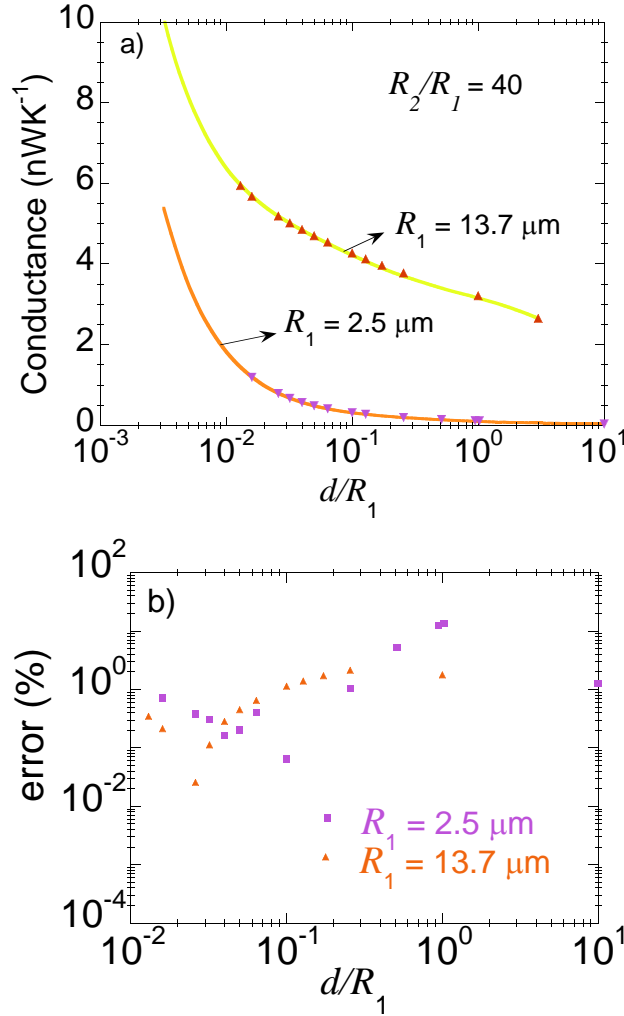 a)
R₂/R₁ = 40
R₁ = 13.7 μm
R₁ = 2.5 μm
Conductance (nWK⁻¹)
10
8
6
4
2
0
10⁻³ 10⁻² 10⁻¹ 10⁰ 10¹
d/R₁
b)
error (%)
10²
10⁰
10⁻²
10⁻⁴
R₁ = 2.5 μm
R₁ = 13.7 μm
10⁻² 10⁻¹ 10⁰ 10¹
d/R₁